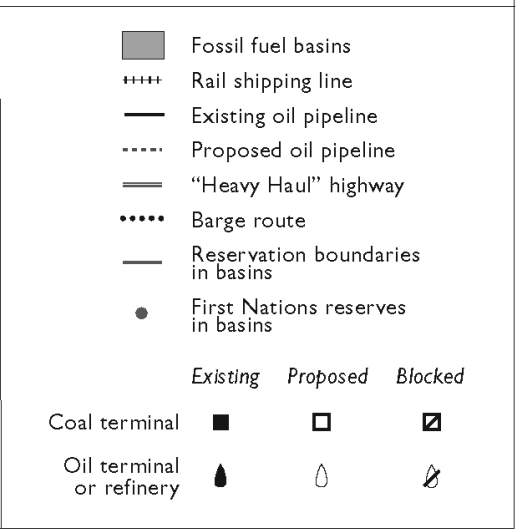 Fossil fuel basins
Rail shipping line
Existing oil pipeline
Proposed oil pipeline
“Heavy Haul” highway
Barge route
Reservation boundaries
in basins
First Nations reserves
in basins
Existing Proposed Blocked
Coal terminal
Oil terminal
or refinery